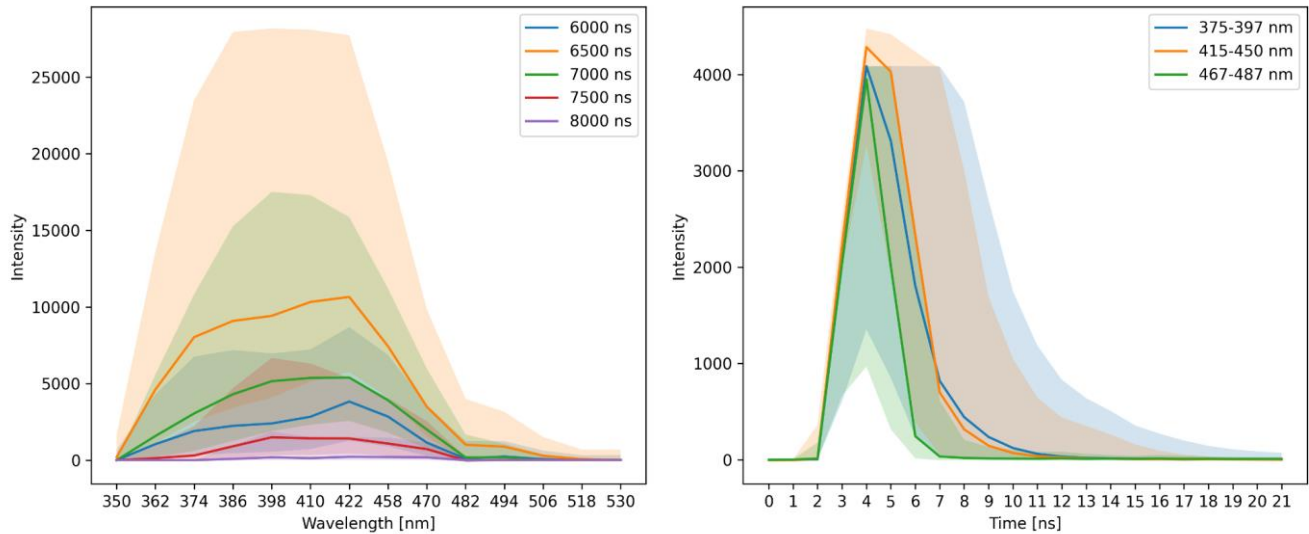 6000 ns
6500 ns
7000 ns
7500 ns
8000 ns
25000
20000
15000
10000
5000
0
Intensity
350 362 374 386 398 410 422 458 470 482 494 506 518 530
Wavelength [nm]
375-397 nm
415-450 nm
467-487 nm
4000
3000
2000
1000
0
Intensity
0 1 2 3 4 5 6 7 8 9 10 11 12 13 14 15 16 17 18 19 20 21
Time [ns]